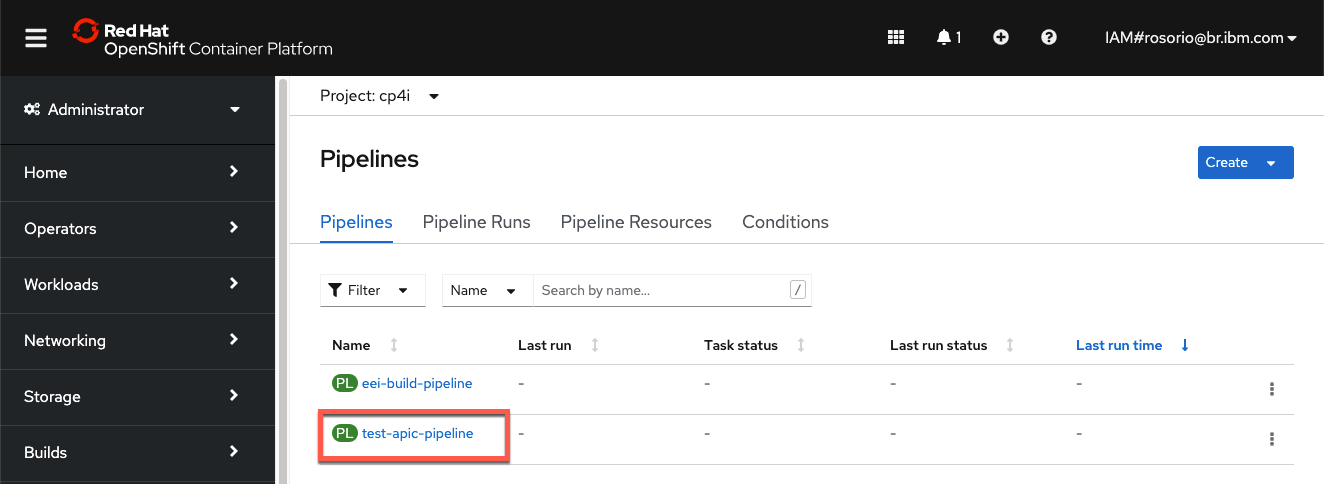 Red Hat
OpenShift Container Platform
1
?
IAM#rosorio@br.ibm.com
Administrator
Home
Operators
Workloads
Networking
Storage
Builds
Project: cp4i
Pipelines
Create
Pipelines Pipeline Runs Pipeline Resources Conditions
Filter Name Search by name... /
Name Last run Task status Last run status Last run time
PL eei-build-pipeline - - - -
PL test-apic-pipeline - - - -